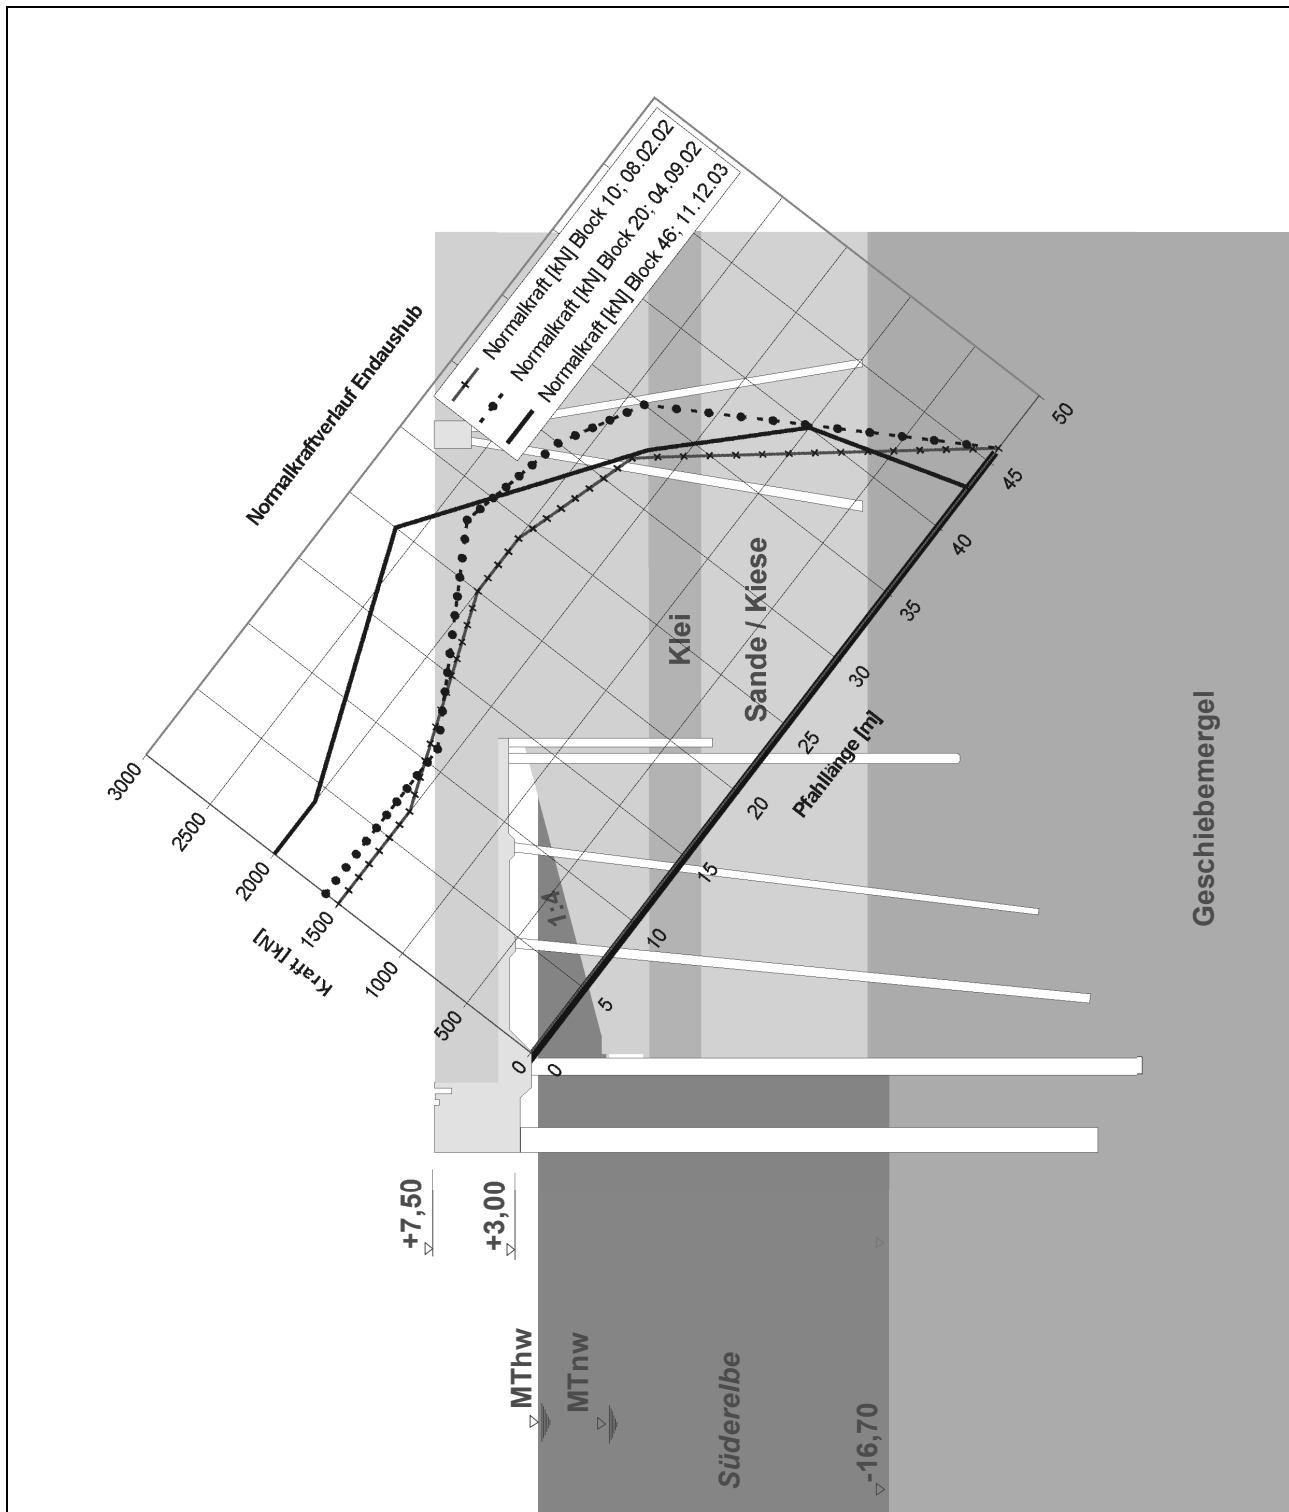 Normalkraftverlauf Endaushub
Normalkraft [kN] Block 10; 08.02.02
Normalkraft [kN] Block 20; 04.09.02
Normalkraft [kN] Block 46; 11.12.03
Kraft [kN]
3000
2500
2000
1500
1000
500
0
0
5
10
15
20
25
30
35
40
45
50
Pfahllänge [m]
Klei
Sande / Kiese
Geschiebemergel
1:4
+7,50
+3,00
MThw
MTnw
Süderelbe
-16,70